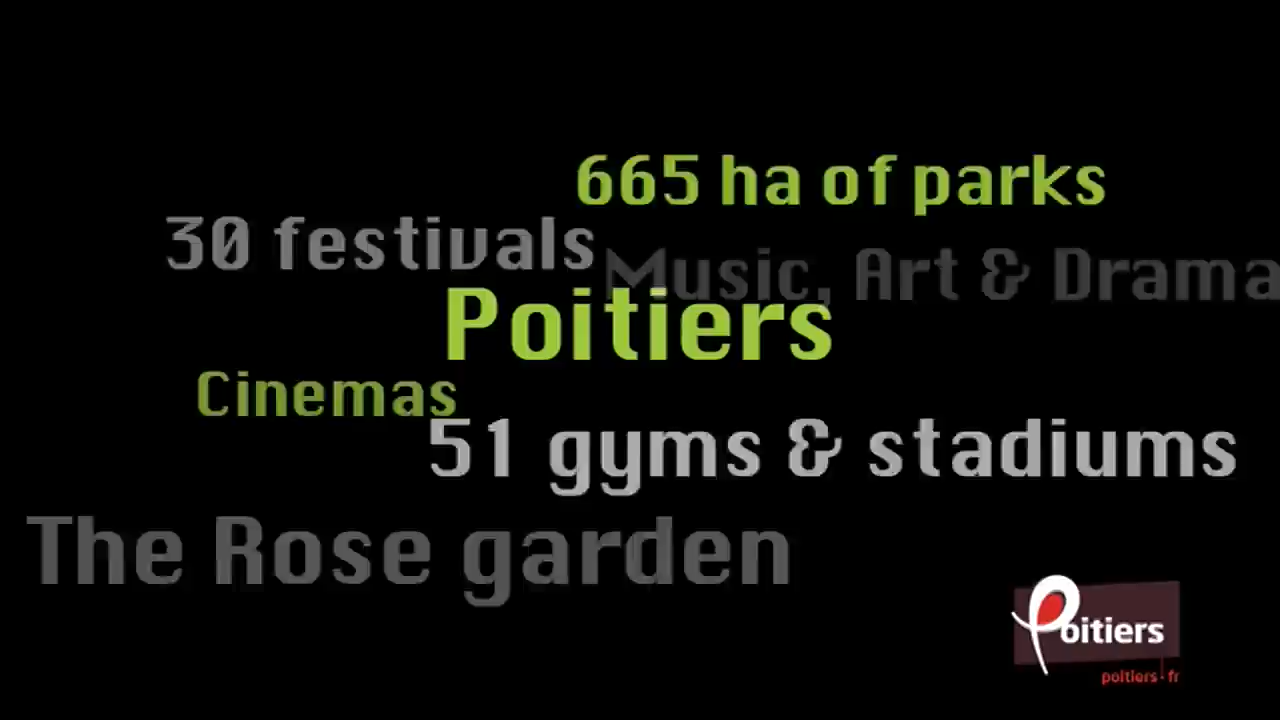 665 ha of parks
30 festivals
Music, Art & Drama
Poitiers
Cinemas
51 gyms & stadiums
The Rose garden
Poitiers
poitiers.fr